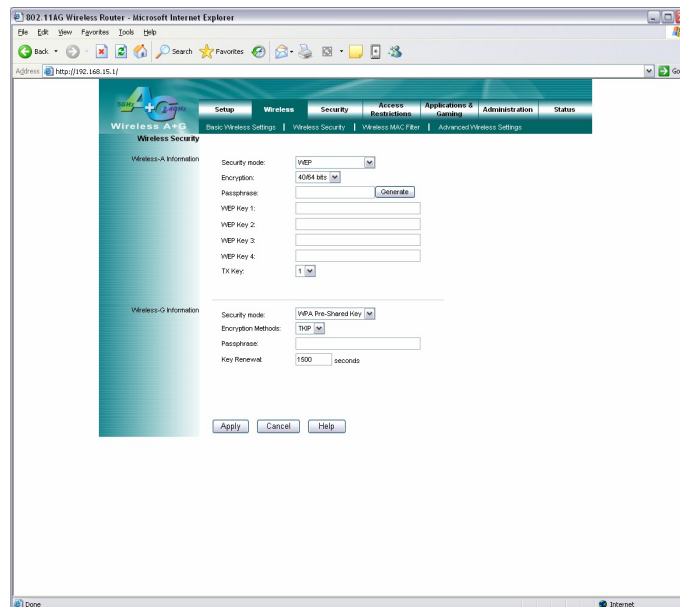 802.11AG Wireless Router - Microsoft Internet Explorer
File Edit View Favorites Tools Help
Back Search Favorites
Address http://192.168.15.1/ Go
5GHz A+G 2.4GHz
Wireless A+G
Setup Wireless Security Access Restrictions Applications & Gaming Administration Status
Basic Wireless Settings | Wireless Security | Wireless MAC Filter | Advanced Wireless Settings
Wireless Security
Wireless-A Information
Security mode: WEP
Encryption: 40/64 bits
Passphrase: Generate
WEP Key 1:
WEP Key 2:
WEP Key 3:
WEP Key 4:
TX Key: 1
Wireless-G Information
Security mode: WPA Pre-Shared Key
Encryption Methods: TKIP
Passphrase:
Key Renewal: 1500 seconds
Apply Cancel Help
Done Internet